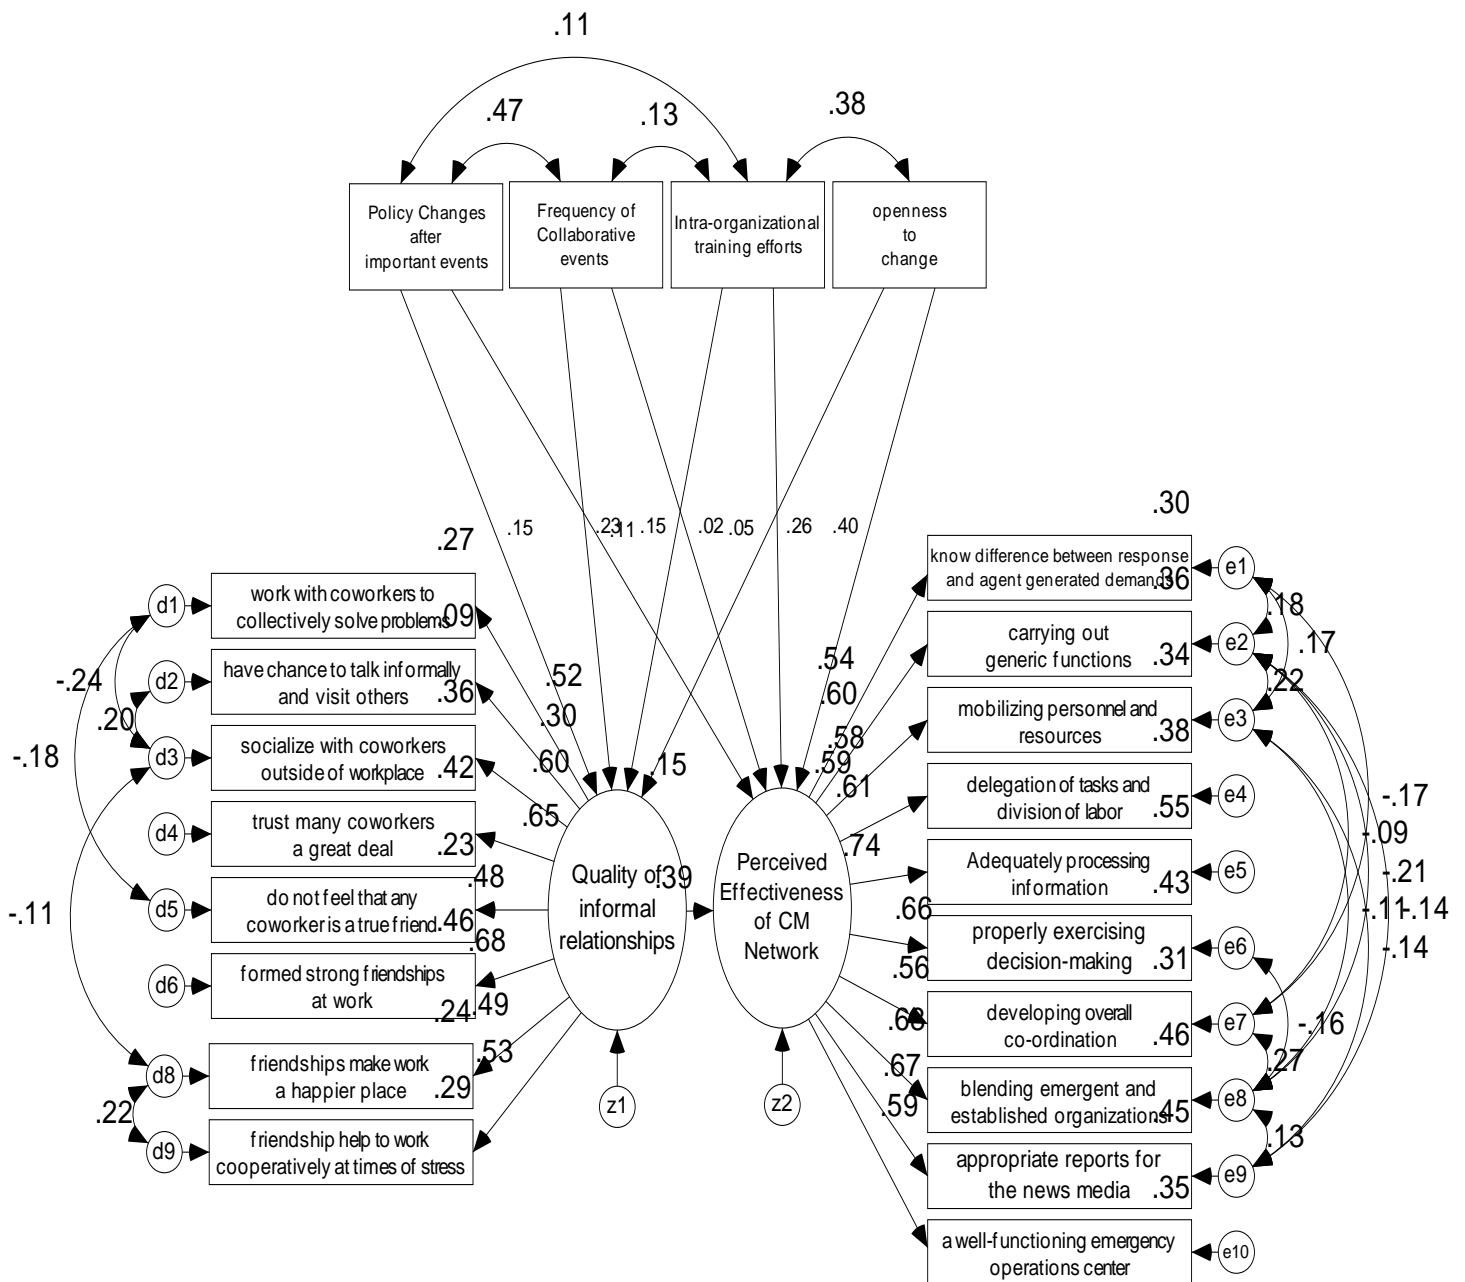 .11
.47
.13
.38
Policy Changes
after
important events
Frequency of
Collaborative
events
Intra-organizational
training efforts
openness
to
change
.15
.23
.11
.15
.02
.05
.26
.40
.27
work with coworkers to
collectively solve problems
.09
have chance to talk informally
and visit others
.36
socialize with coworkers
outside of workplace
.42
trust many coworkers
a great deal
.23
do not feel that any
coworker is a true friend
.46
formed strong friendships
at work
.24
friendships make work
a happier place
.29
friendship help to work
cooperatively at times of stress
d1
d2
d3
d4
d5
d6
d8
d9
-.24
.20
-.18
-.11
.22
.52
.30
.60
.65
.48
.68
.49
.53
Quality of
informal
relationships
.15
.39
Perceived
Effectiveness
of CM
Network
z1
z2
.54
.60
.58
.59
.61
.74
.66
.56
.68
.67
.59
.30
know difference between response
and agent generated demands
.36
carrying out
generic functions
.34
mobilizing personnel and
resources
.38
delegation of tasks and
division of labor
.55
Adequately processing
information
.43
properly exercising
decision-making
.31
developing overall
co-ordination
.46
blending emergent and
established organizations
.45
appropriate reports for
the news media
.35
a well-functioning emergency
operations center
e1
e2
e3
e4
e5
e6
e7
e8
e9
e10
.18
.17
.22
-.17
-.09
-.21
-.11
-.14
-.14
-.16
.27
.13